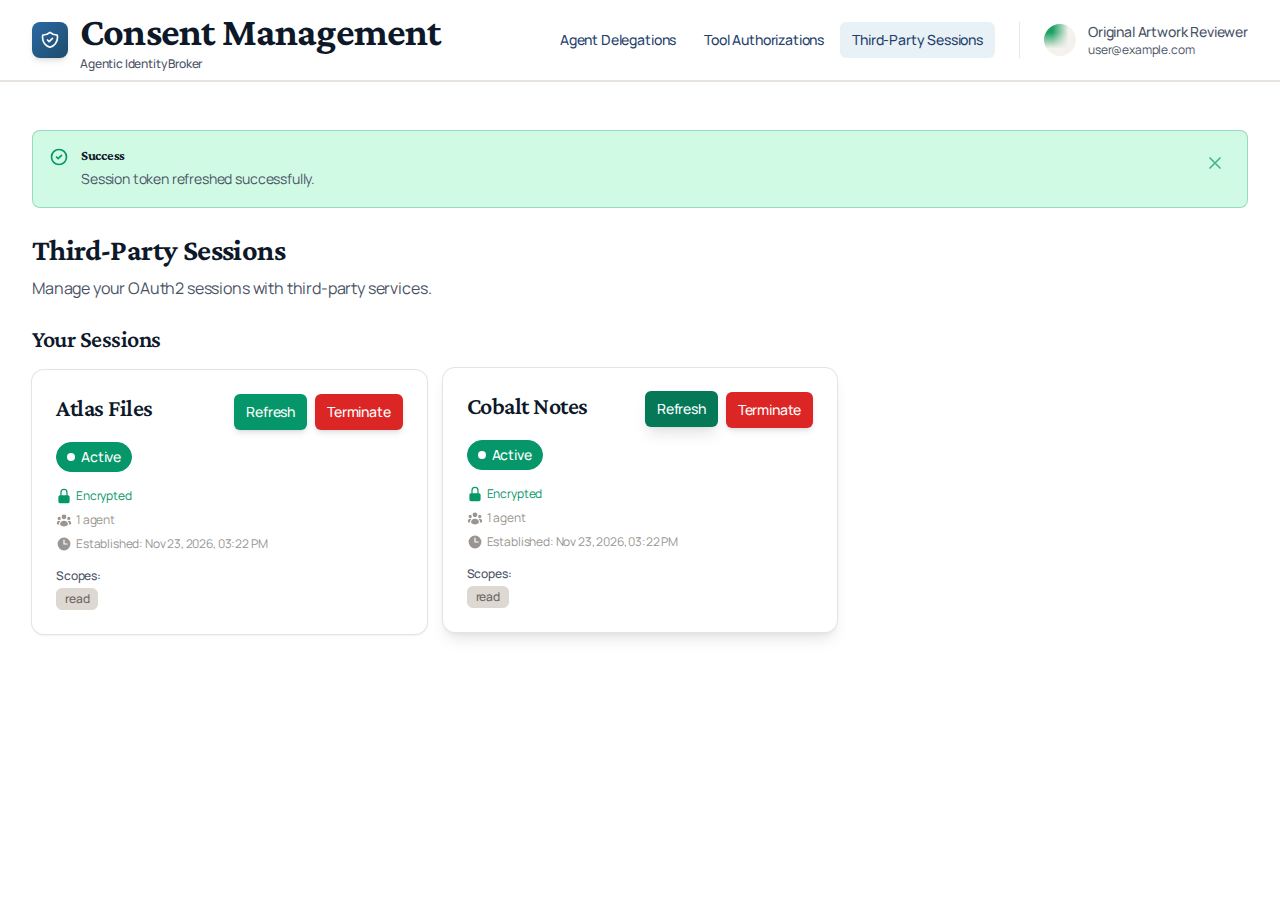 Consent Management
Agentic Identity Broker
Agent Delegations
Tool Authorizations
Third-Party Sessions
Original Artwork Reviewer
user@example.com
Success
Session token refreshed successfully.
Third-Party Sessions
Manage your OAuth2 sessions with third-party services.
Your Sessions
Atlas Files
Refresh
Terminate
Active
Encrypted
1 agent
Established: Nov 23, 2026, 03:22 PM
Scopes:
read
Cobalt Notes
Refresh
Terminate
Active
Encrypted
1 agent
Established: Nov 23, 2026, 03:22 PM
Scopes:
read